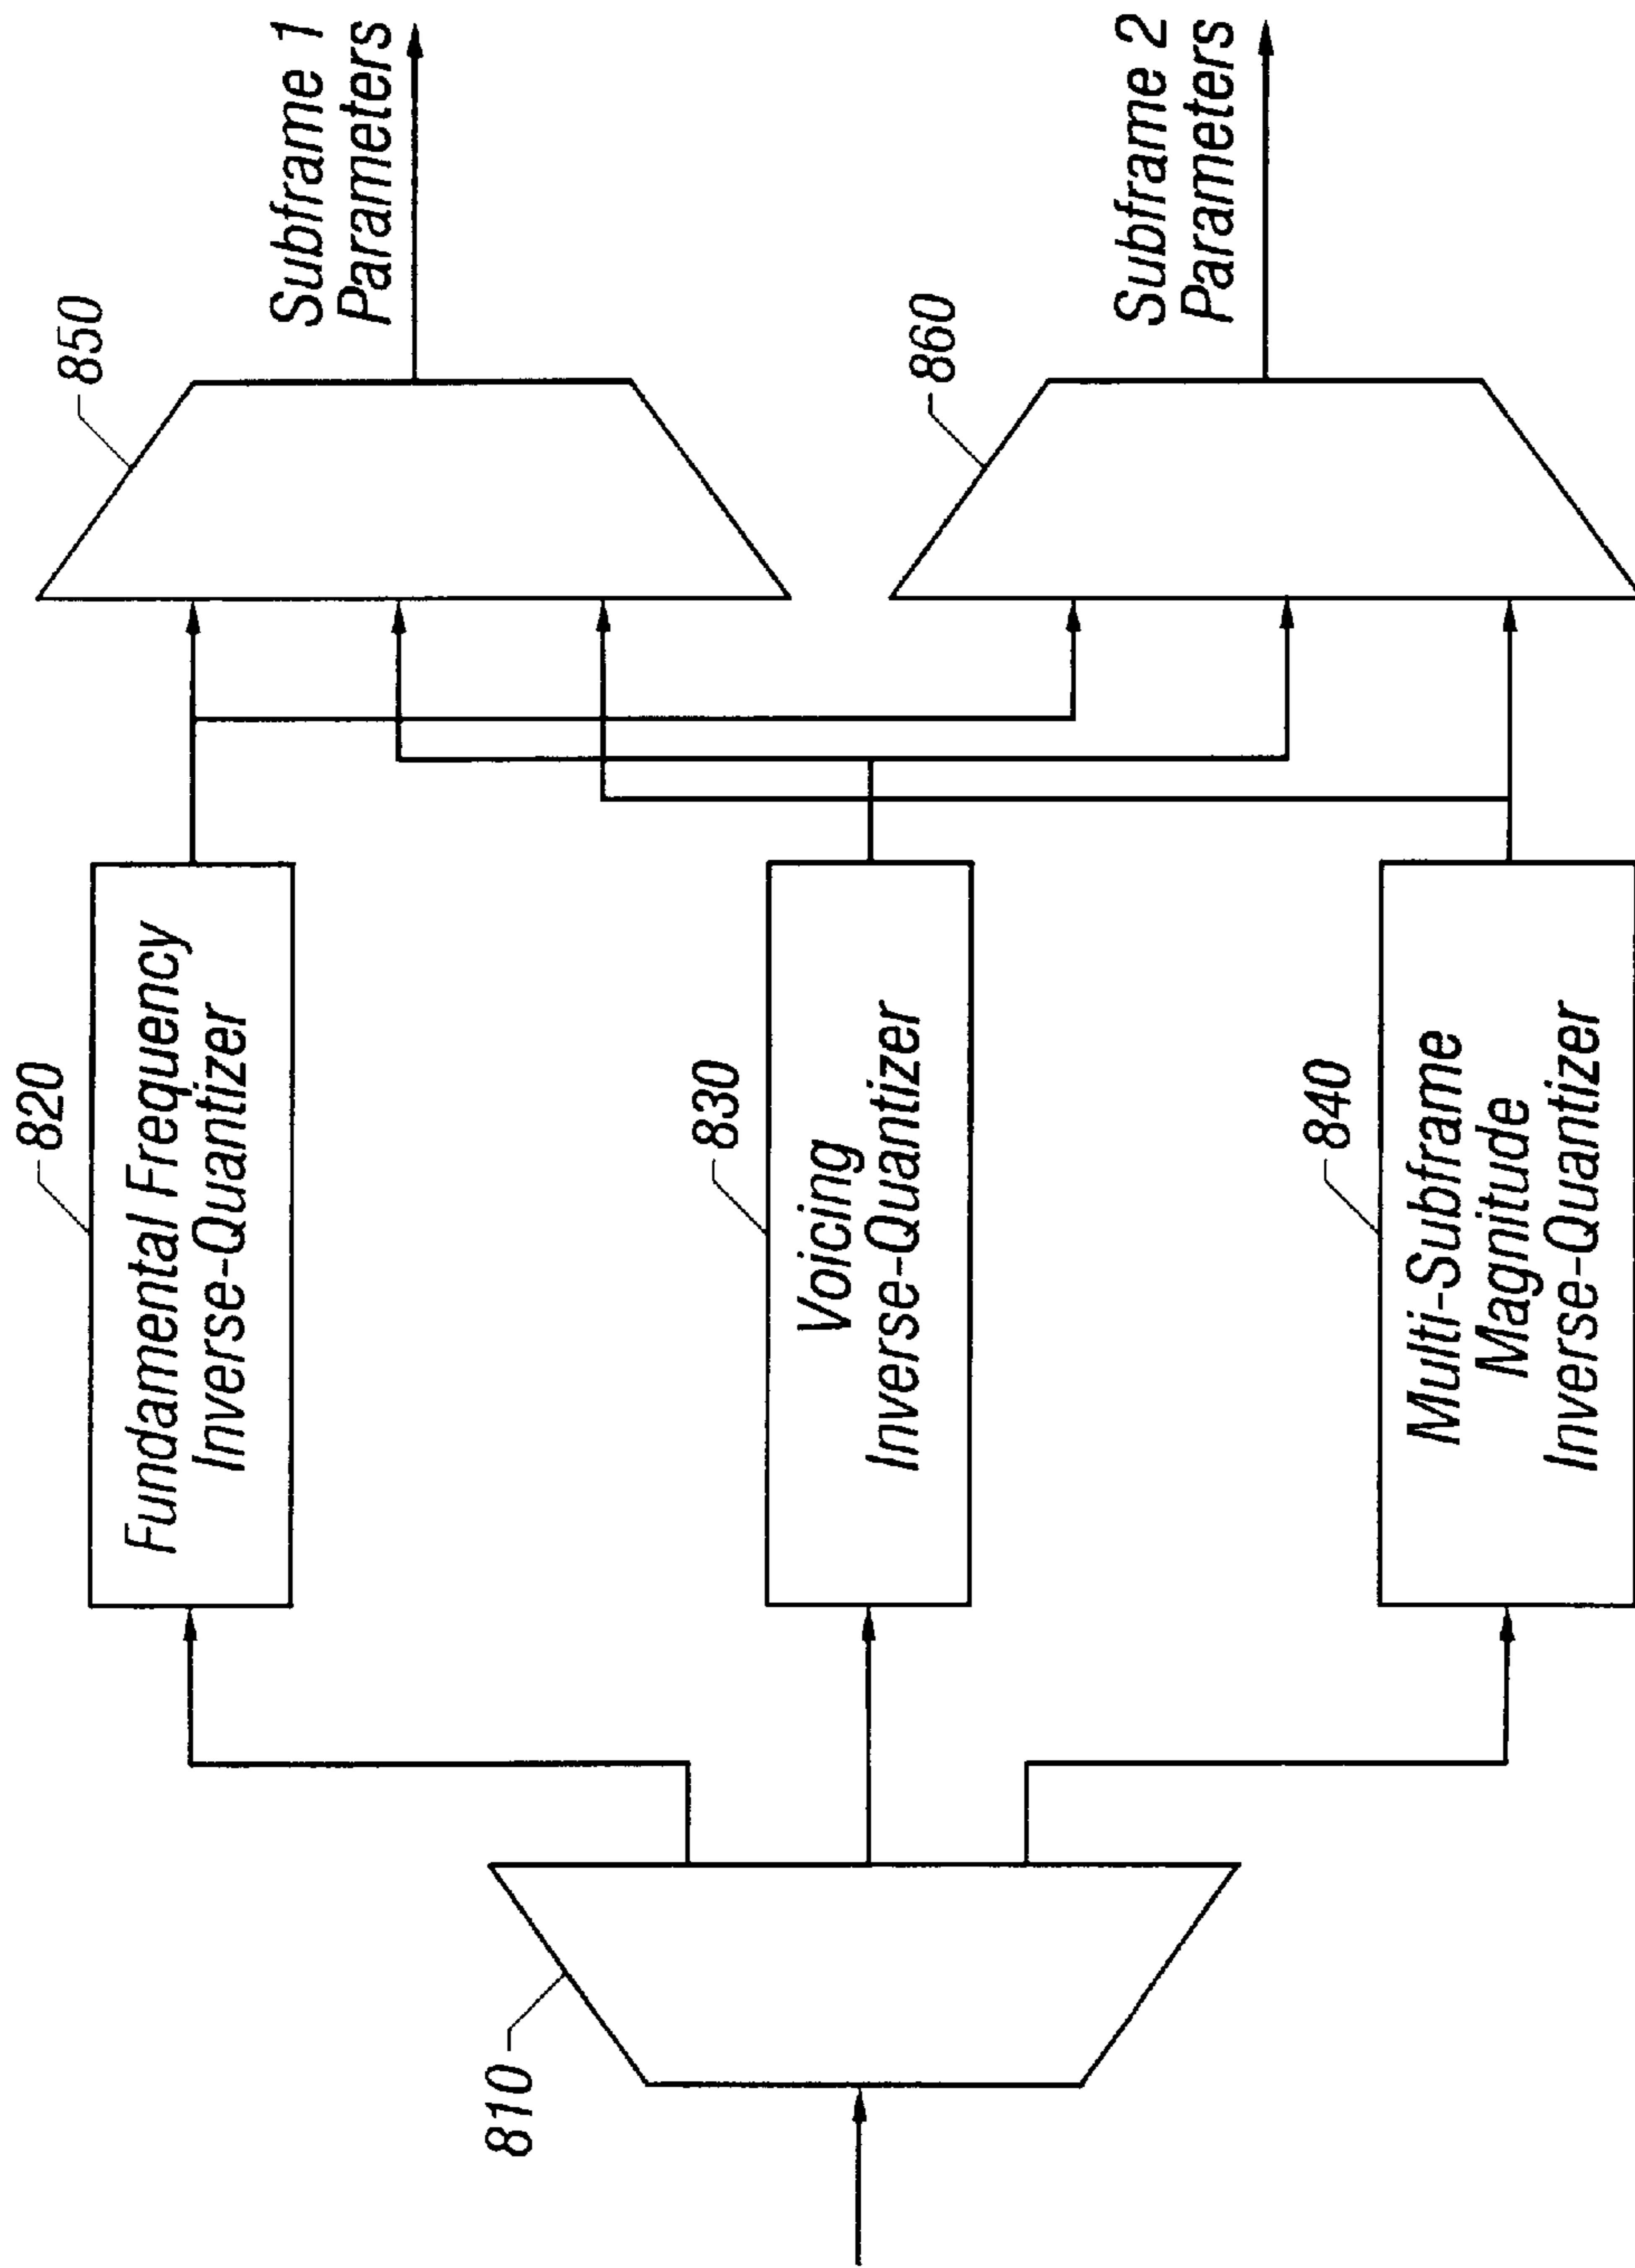 810
820
Fundamental Frequency
Inverse-Quantizer
830
Voicing
Inverse-Quantizer
840
Multi-Subframe
Magnitude
Inverse-Quantizer
850
Subframe 1
Parameters
860
Subframe 2
Parameters